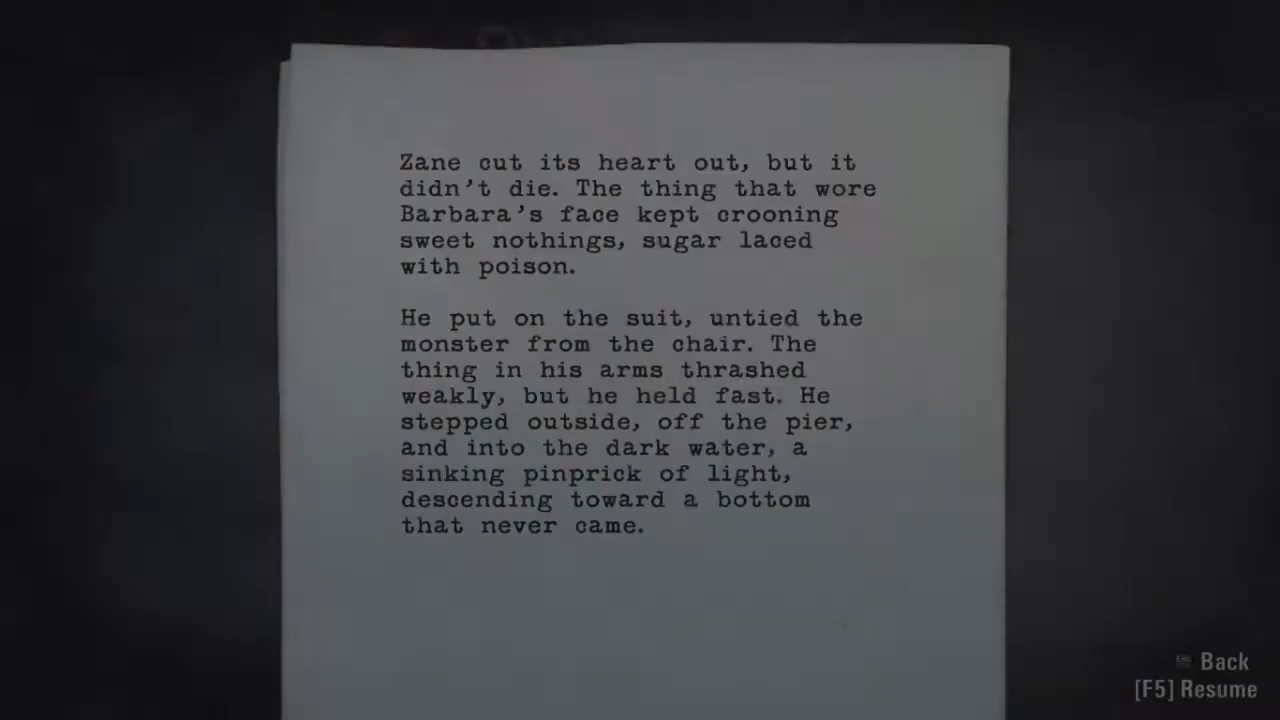 Zane cut its heart out, but it
didn't die. The thing that wore
Barbara's face kept crooning
sweet nothings, sugar laced
with poison.
He put on the suit, untied the
monster from the chair. The
thing in his arms thrashed
weakly, but he held fast. He
stepped outside, off the pier,
and into the dark water, a
sinking pinprick of light,
descending toward a bottom
that never came.
Back
[F5] Resume